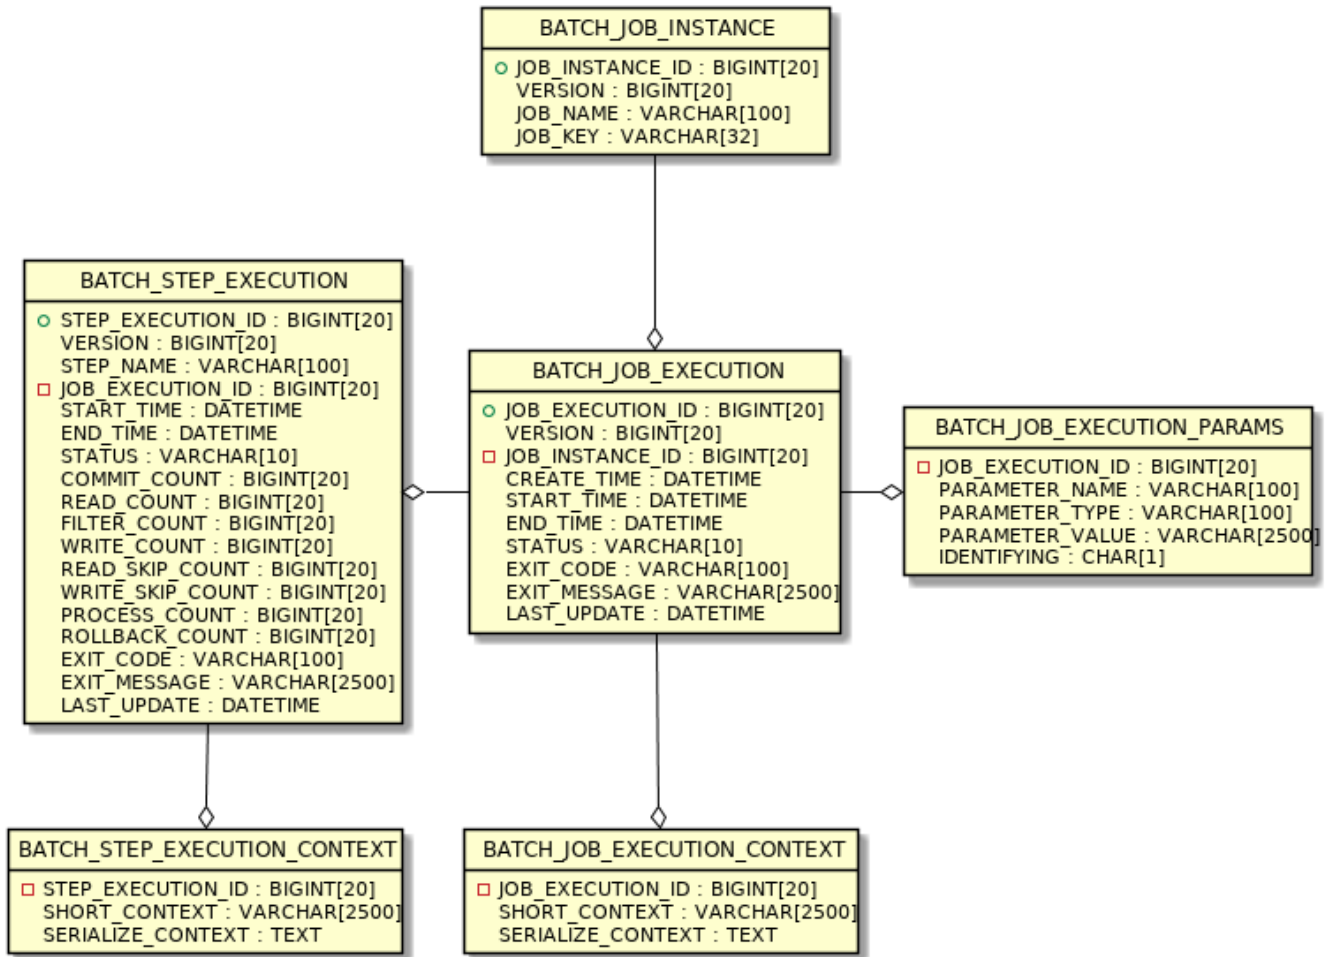 BATCH_JOB_INSTANCE
JOB_INSTANCE_ID : BIGINT[20]
VERSION : BIGINT[20]
JOB_NAME : VARCHAR[100]
JOB_KEY : VARCHAR[32]
BATCH_STEP_EXECUTION
STEP_EXECUTION_ID : BIGINT[20]
VERSION : BIGINT[20]
STEP_NAME : VARCHAR[100]
JOB_EXECUTION_ID : BIGINT[20]
START_TIME : DATETIME
END_TIME : DATETIME
STATUS : VARCHAR[10]
COMMIT_COUNT : BIGINT[20]
READ_COUNT : BIGINT[20]
FILTER_COUNT : BIGINT[20]
WRITE_COUNT : BIGINT[20]
READ_SKIP_COUNT : BIGINT[20]
WRITE_SKIP_COUNT : BIGINT[20]
PROCESS_COUNT : BIGINT[20]
ROLLBACK_COUNT : BIGINT[20]
EXIT_CODE : VARCHAR[100]
EXIT_MESSAGE : VARCHAR[2500]
LAST_UPDATE : DATETIME
BATCH_JOB_EXECUTION
JOB_EXECUTION_ID : BIGINT[20]
VERSION : BIGINT[20]
JOB_INSTANCE_ID : BIGINT[20]
CREATE_TIME : DATETIME
START_TIME : DATETIME
END_TIME : DATETIME
STATUS : VARCHAR[10]
EXIT_CODE : VARCHAR[100]
EXIT_MESSAGE : VARCHAR[2500]
LAST_UPDATE : DATETIME
BATCH_JOB_EXECUTION_PARAMS
JOB_EXECUTION_ID : BIGINT[20]
PARAMETER_NAME : VARCHAR[100]
PARAMETER_TYPE : VARCHAR[100]
PARAMETER_VALUE : VARCHAR[2500]
IDENTIFYING : CHAR[1]
BATCH_STEP_EXECUTION_CONTEXT
STEP_EXECUTION_ID : BIGINT[20]
SHORT_CONTEXT : VARCHAR[2500]
SERIALIZE_CONTEXT : TEXT
BATCH_JOB_EXECUTION_CONTEXT
JOB_EXECUTION_ID : BIGINT[20]
SHORT_CONTEXT : VARCHAR[2500]
SERIALIZE_CONTEXT : TEXT